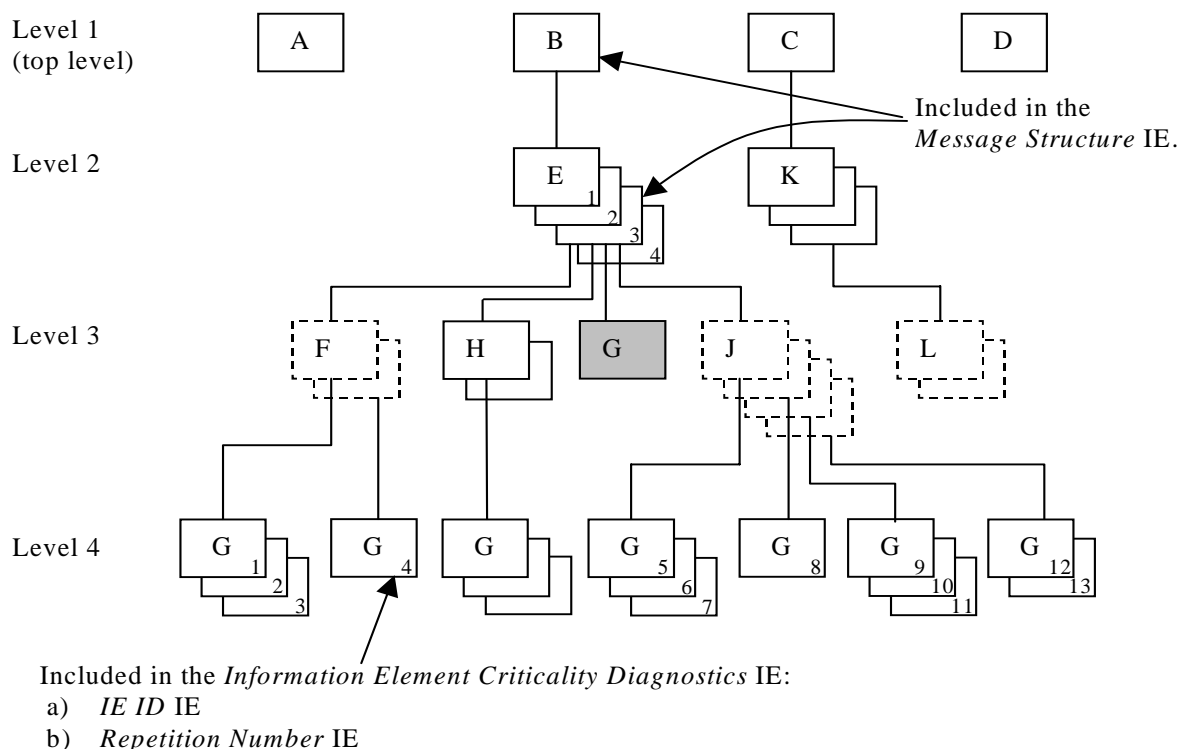 Level 1
(top level)
A
B
C
D
Included in the
Message Structure IE.
Level 2
E
1
2
3
4
K
Level 3
F
H
G
J
L
Level 4
G
1
2
3
G
4
G
G
5
6
7
G
8
G
9
10
11
G
12
13
Included in the Information Element Criticality Diagnostics IE:
a) IE ID IE
b) Repetition Number IE